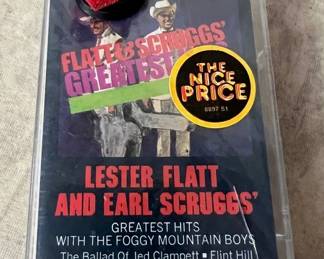 FLATT & SCRUGGS'
GREATEST
THE
NICE
PRICE
LESTER FLATT
AND EARL SCRUGGS'
GREATEST HITS
WITH THE FOGGY MOUNTAIN BOYS
The Ballad Of Jed Clampett ▪ Flint Hill